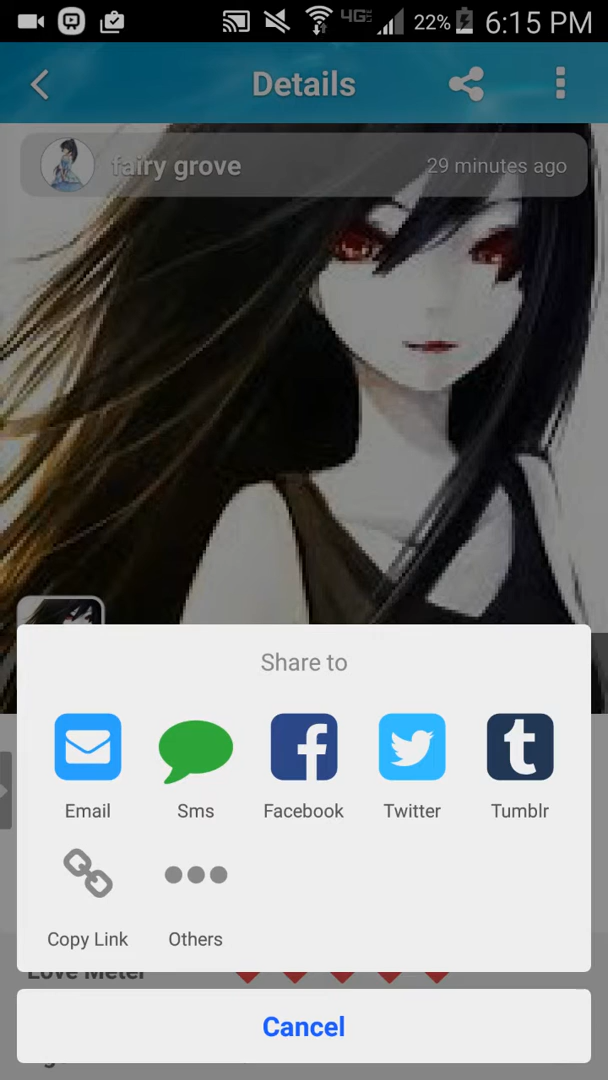 4G 22% 6:15 PM
Details
fairy grove 29 minutes ago
Share to
Email Sms Facebook Twitter Tumblr
Copy Link Others
Love Meter
Cancel